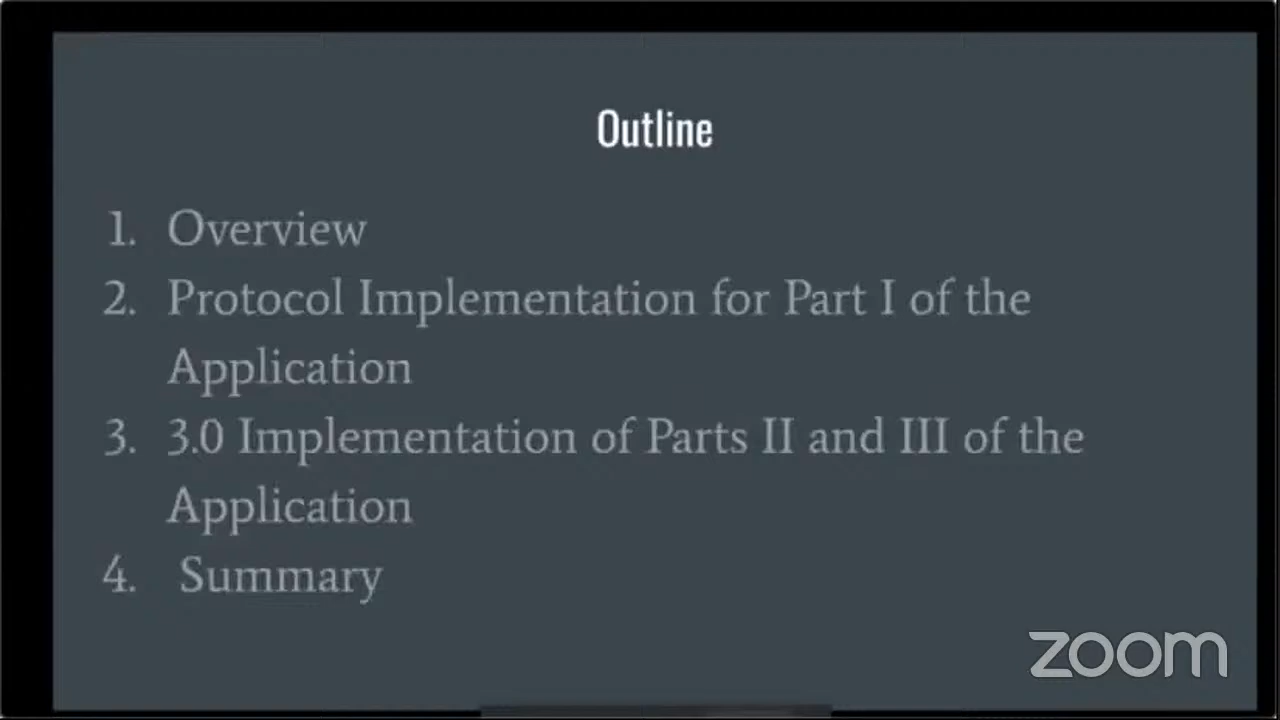 Outline
1. Overview
2. Protocol Implementation for Part I of the
Application
3. 3.0 Implementation of Parts II and III of the
Application
4. Summary
zoom